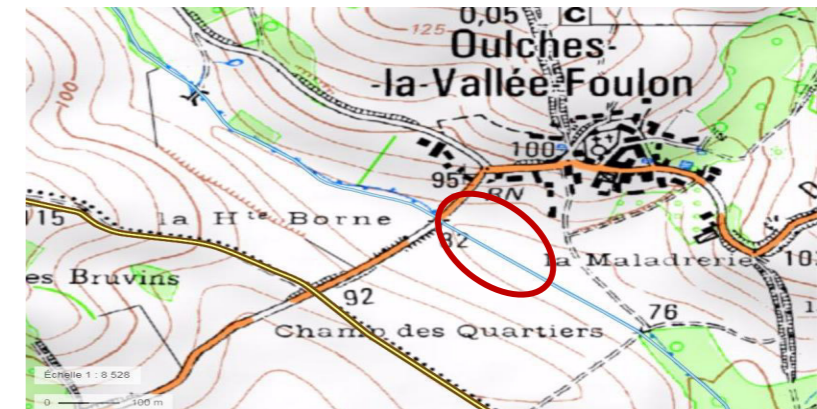 0,05 C
125
Oulches-
-la-Vallée Foulon
100
100
95
RN
15
la Hte Borne
82
es Bruvins
la Maladrerie
103
92
76
Champ des Quartiers
Échelle 1 : 8 528
0 100 m